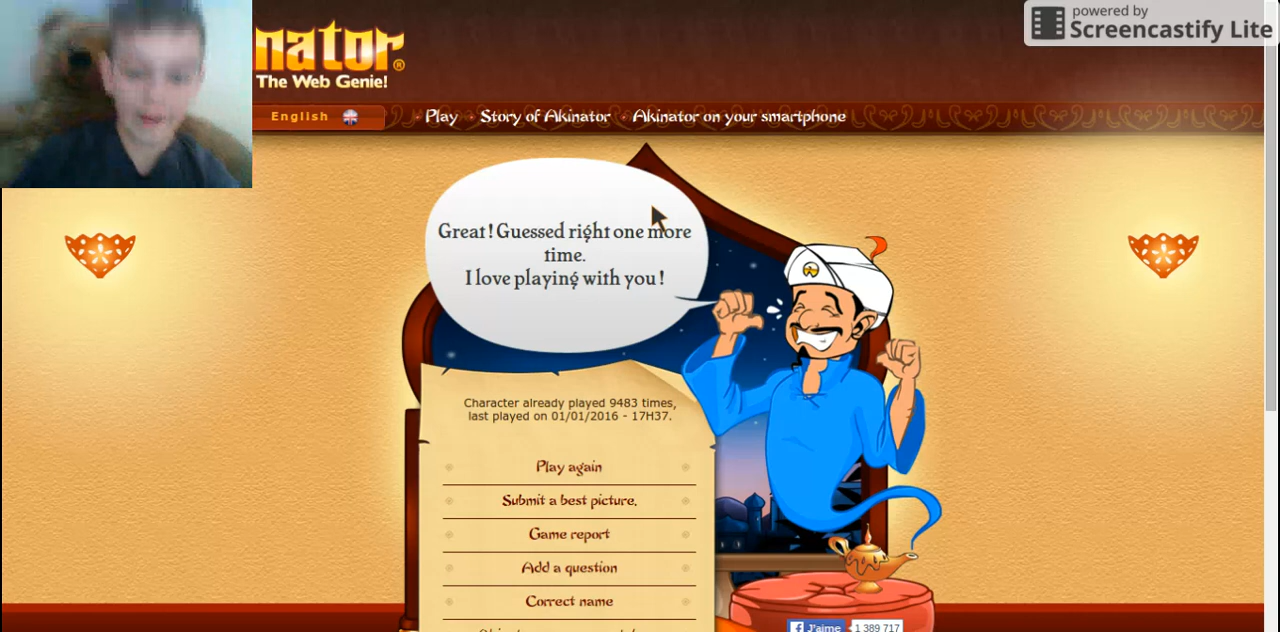 powered by
Screencastify Lite
nator®
The Web Genie!
English
Play
Story of Akinator
Akinator on your smartphone
Great! Guessed right one more
time.
I love playing with you!
Character already played 9483 times,
last played on 01/01/2016 - 17H37.
Play again
Submit a best picture.
Game report
Add a question
Correct name
J'aime
1 389 717